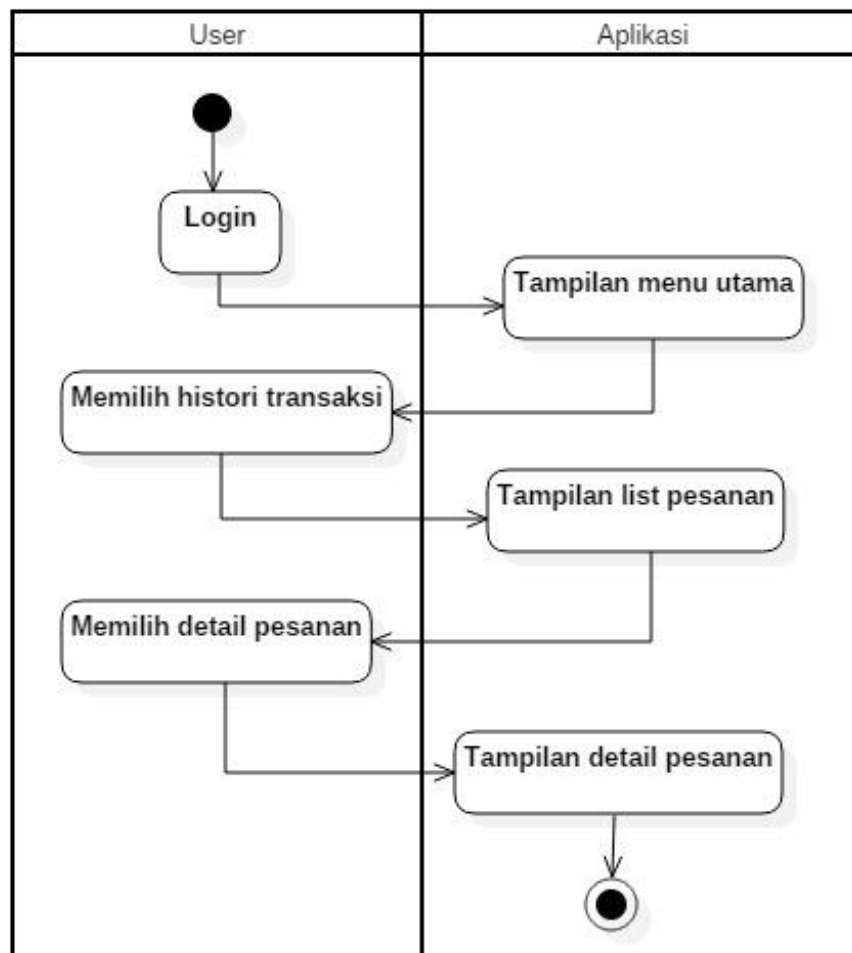 User
Aplikasi
Login
Tampilan menu utama
Memilih histori transaksi
Tampilan list pesanan
Memilih detail pesanan
Tampilan detail pesanan